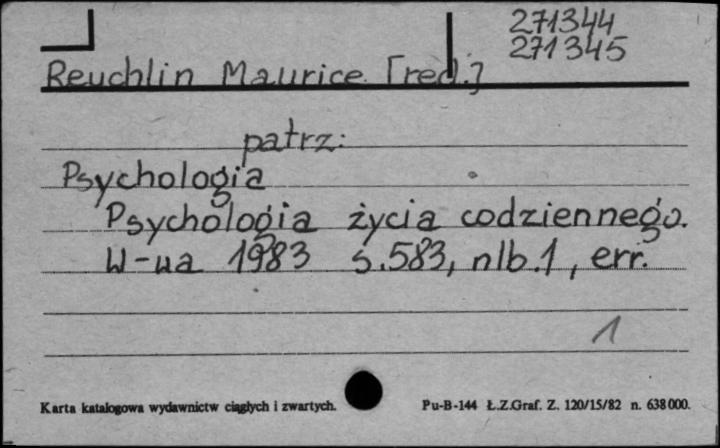 271344
271345
Reuchlin Maurice [red.]
patrz:
Psychologia
Psychologia życia codziennego.
W-wa 1983 s.583, nlb.1, err.
1
Karta katalogowa wydawnictw ciągłych i zwartych.
Pu-B-144 Ł.Z.Graf. Z. 120/15/82 n. 638000.